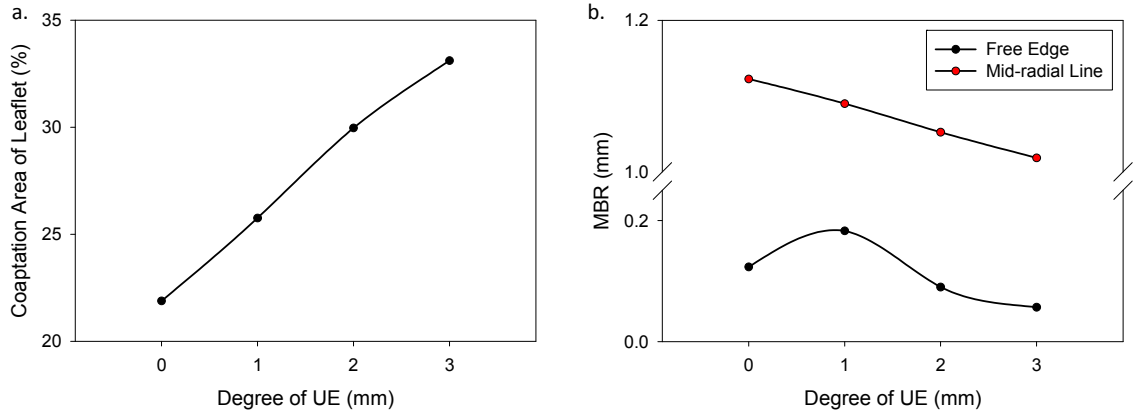 a.
35
30
25
20
Coaptation Area of Leaflet (%)
0 1 2 3
Degree of UE (mm)
b.
1.2
1.0
0.2
0.0
MBR (mm)
Free Edge
Mid-radial Line
0 1 2 3
Degree of UE (mm)